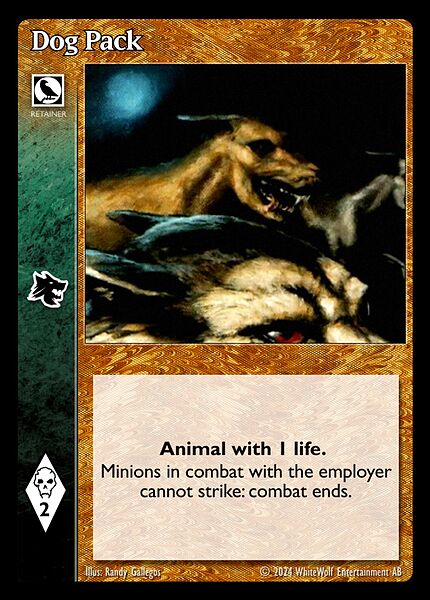 Dog Pack
RETAINER
2
Animal with 1 life.
Minions in combat with the employer
cannot strike: combat ends.
Illus: Randy Gallegos © 2024 WhiteWolf Entertainment AB